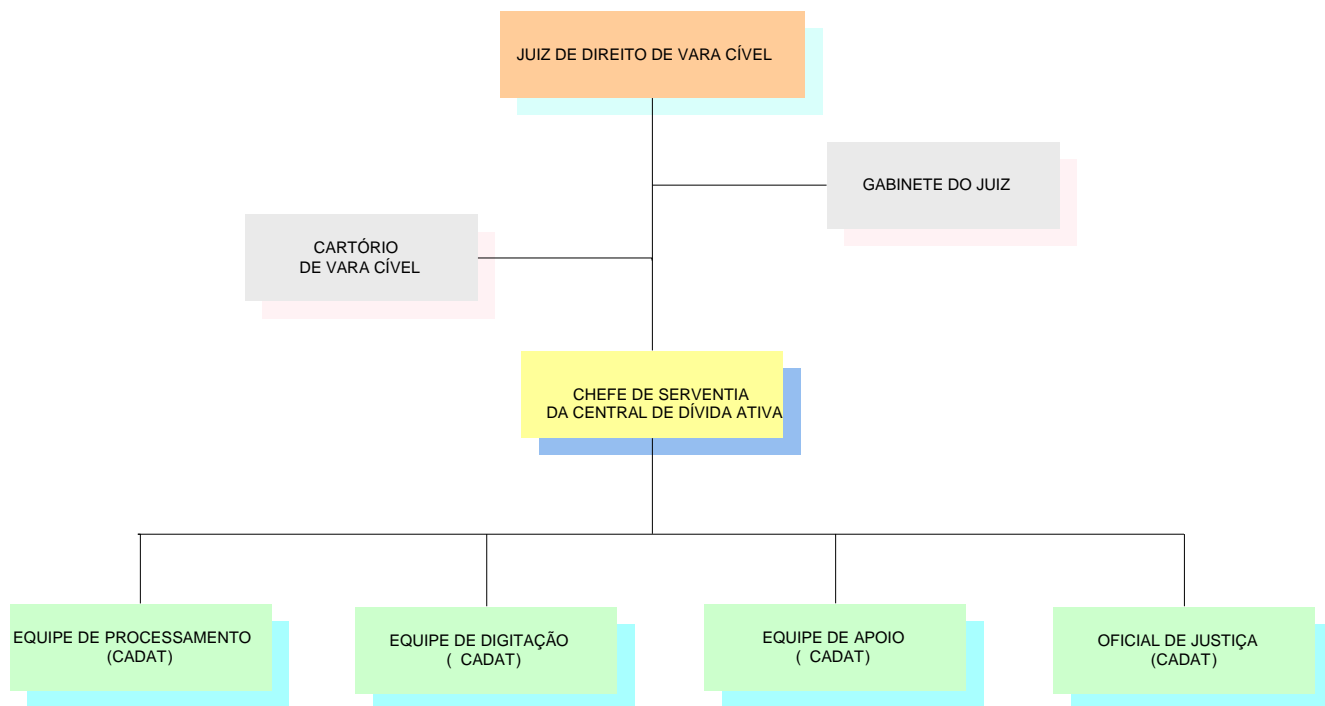 JUIZ DE DIREITO DE VARA CÍVEL
GABINETE DO JUIZ
CARTÓRIO
DE VARA CÍVEL
CHEFE DE SERVENTIA
DA CENTRAL DE DÍVIDA ATIVA
EQUIPE DE PROCESSAMENTO
(CADAT)
EQUIPE DE DIGITAÇÃO
( CADAT)
EQUIPE DE APOIO
( CADAT)
OFICIAL DE JUSTIÇA
(CADAT)